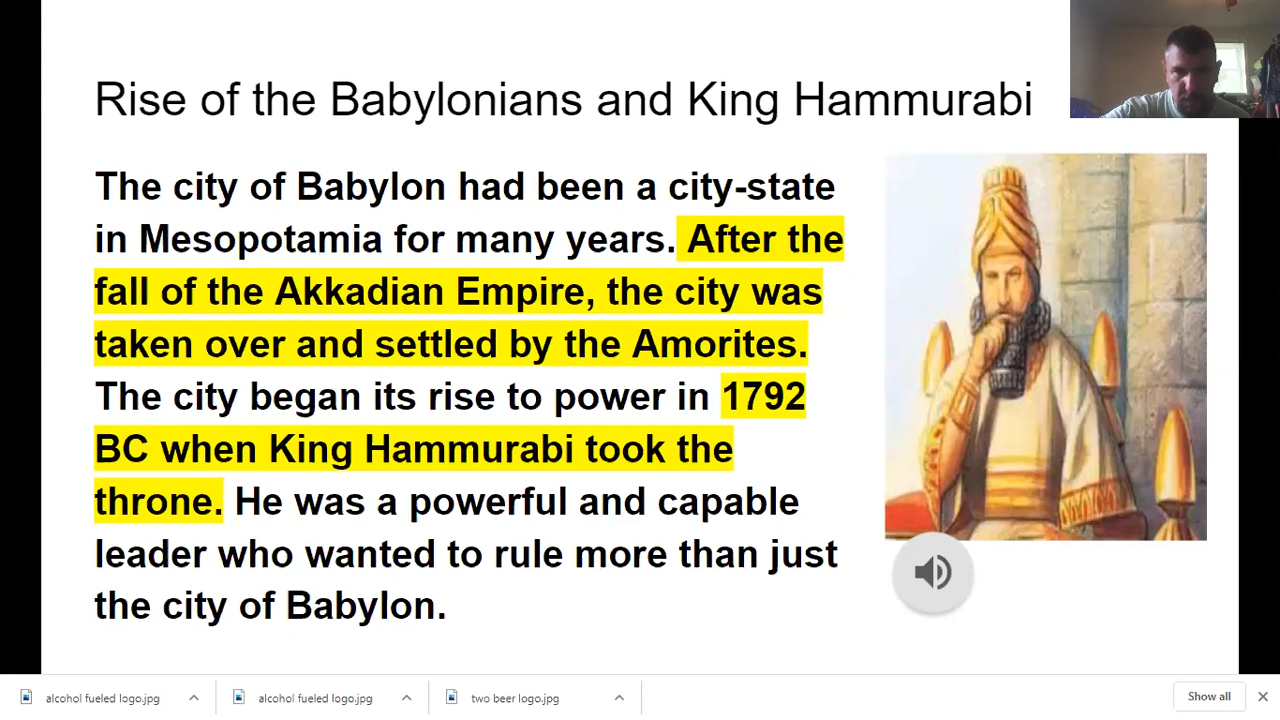 Rise of the Babylonians and King Hammurabi
The city of Babylon had been a city-state
in Mesopotamia for many years. After the
fall of the Akkadian Empire, the city was
taken over and settled by the Amorites.
The city began its rise to power in 1792
BC when King Hammurabi took the
throne. He was a powerful and capable
leader who wanted to rule more than just
the city of Babylon.
alcohol fueled logo.jpg
alcohol fueled logo.jpg
two beer logo.jpg
Show all